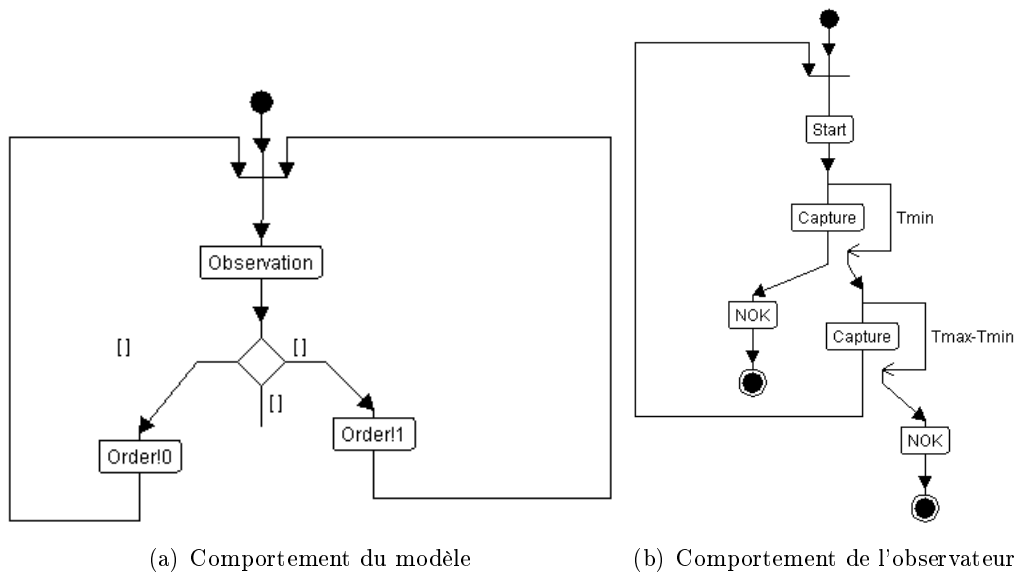 Observation
[ ]
[ ]
[ ]
Order!0
Order!1
(a) Comportement du modèle
Start
Capture
Tmin
NOK
Capture
Tmax-Tmin
NOK
(b) Comportement de l'observateur